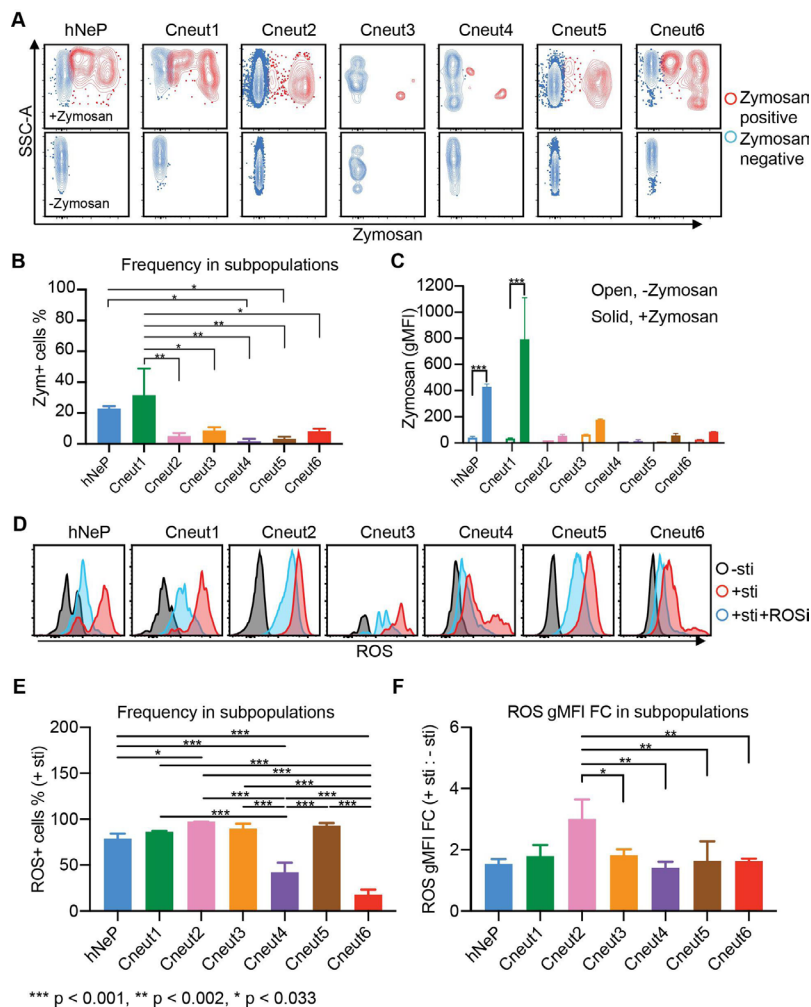 A
hNeP Cneut1 Cneut2 Cneut3 Cneut4 Cneut5 Cneut6
SSC-A
+Zymosan
-Zymosan
Zymosan
positive
Zymosan
negative
Zymosan
B
Frequency in subpopulations
Zym+ cells %
100
80
60
40
20
0
* * * ** ** * **
hNeP Cneut1 Cneut2 Cneut3 Cneut4 Cneut5 Cneut6
C
Open, -Zymosan
Solid, +Zymosan
Zymosan (gMFI)
1200
1000
800
600
400
200
0
*** ***
hNeP Cneut1 Cneut2 Cneut3 Cneut4 Cneut5 Cneut6
D
hNeP Cneut1 Cneut2 Cneut3 Cneut4 Cneut5 Cneut6
-sti
+sti
+sti+ROSi
ROS
E
Frequency in subpopulations
ROS+ cells % (+ sti)
200
150
100
50
0
***
***
* ***
***
***
*** ***
*** *** ***
***
hNeP Cneut1 Cneut2 Cneut3 Cneut4 Cneut5 Cneut6
F
ROS gMFI FC in subpopulations
ROS gMFI FC (+ sti : - sti)
6
4
2
0
**
**
**
*
hNeP Cneut1 Cneut2 Cneut3 Cneut4 Cneut5 Cneut6
*** p < 0.001, ** p < 0.002, * p < 0.033